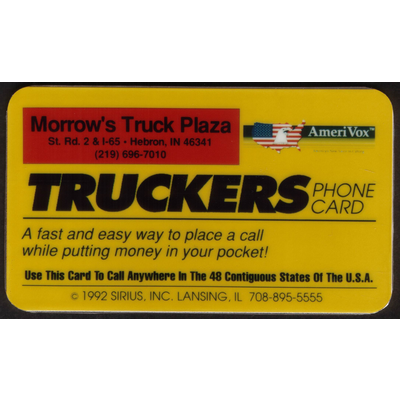 Morrow's Truck Plaza
St. Rd. 2 & I-65 • Hebron, IN 46341
(219) 696-7010
AmeriVox™
TRUCKERS PHONE CARD
A fast and easy way to place a call
while putting money in your pocket!
Use This Card To Call Anywhere In The 48 Contiguous States Of The U.S.A.
© 1992 SIRIUS, INC. LANSING, IL 708-895-5555